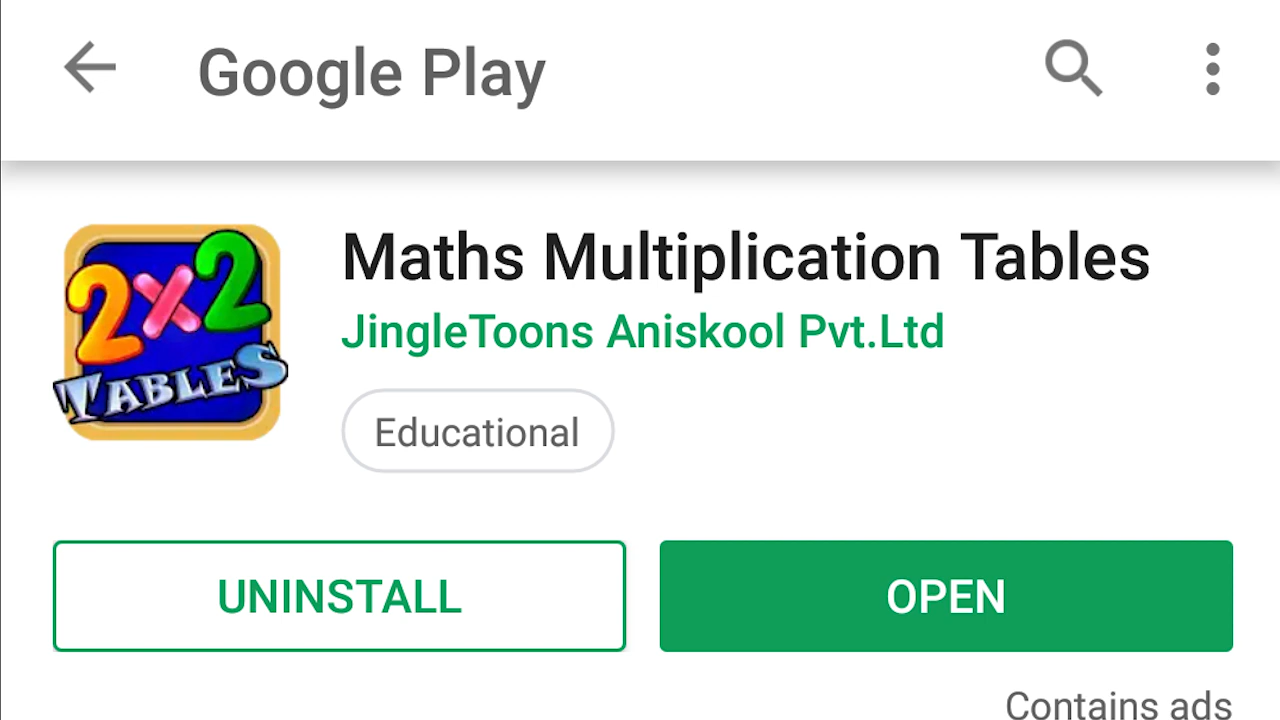 Google Play
2x2
TABLES
Maths Multiplication Tables
JingleToons Aniskool Pvt.Ltd
Educational
UNINSTALL
OPEN
Contains ads